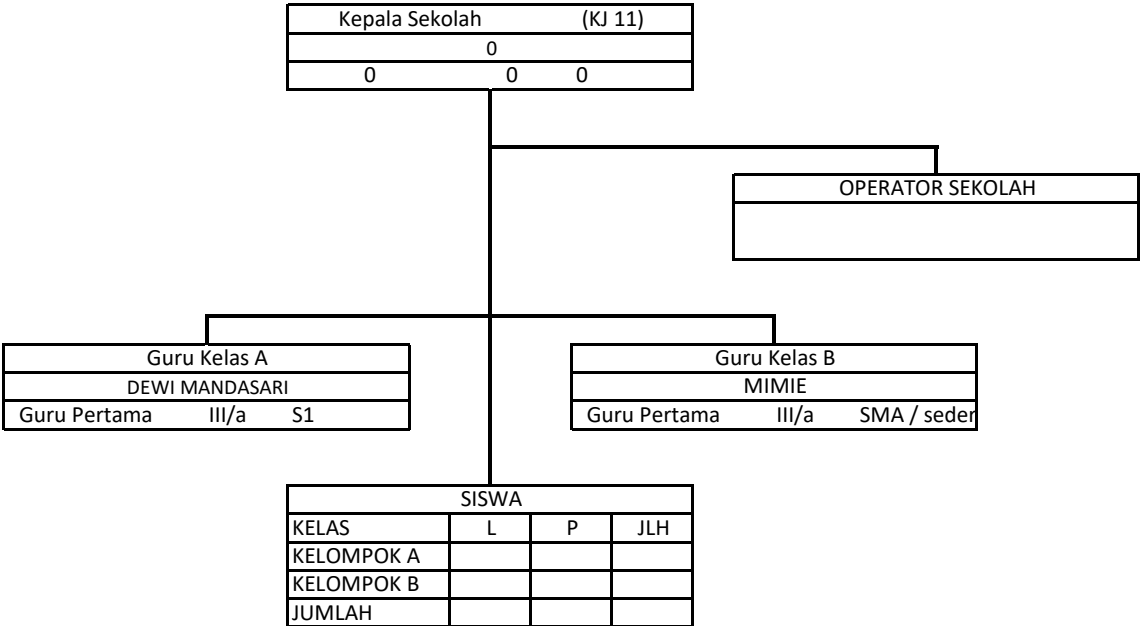 Kepala Sekolah (KJ 11)
0
0 0 0
OPERATOR SEKOLAH
Guru Kelas A
DEWI MANDASARI
Guru Pertama III/a S1
Guru Kelas B
MIMIE
Guru Pertama III/a SMA / seder
SISWA
KELAS L P JLH
KELOMPOK A
KELOMPOK B
JUMLAH